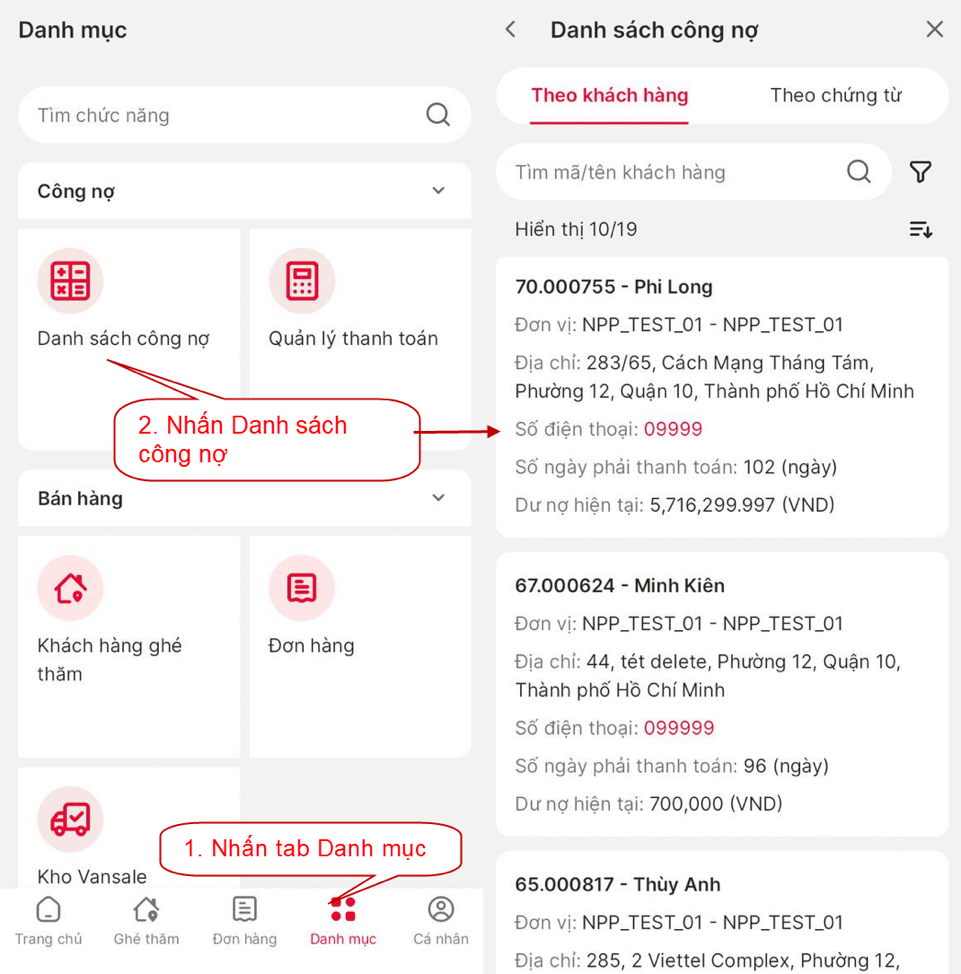 Danh mục
Tìm chức năng
Công nợ
Danh sách công nợ
Quản lý thanh toán
2. Nhấn Danh sách
công nợ
Bán hàng
Khách hàng ghé
thăm
Đơn hàng
Kho Vansale
1. Nhấn tab Danh mục
Trang chủ
Ghé thăm
Đơn hàng
Danh mục
Cá nhân
Danh sách công nợ
Theo khách hàng
Theo chứng từ
Tìm mã/tên khách hàng
Hiển thị 10/19
70.000755 - Phi Long
Đơn vị: NPP_TEST_01 - NPP_TEST_01
Địa chỉ: 283/65, Cách Mạng Tháng Tám,
Phường 12, Quận 10, Thành phố Hồ Chí Minh
Số điện thoại: 09999
Số ngày phải thanh toán: 102 (ngày)
Dư nợ hiện tại: 5,716,299.997 (VND)
67.000624 - Minh Kiên
Đơn vị: NPP_TEST_01 - NPP_TEST_01
Địa chỉ: 44, tét delete, Phường 12, Quận 10,
Thành phố Hồ Chí Minh
Số điện thoại: 099999
Số ngày phải thanh toán: 96 (ngày)
Dư nợ hiện tại: 700,000 (VND)
65.000817 - Thùy Anh
Đơn vị: NPP_TEST_01 - NPP_TEST_01
Địa chỉ: 285, 2 Viettel Complex, Phường 12,